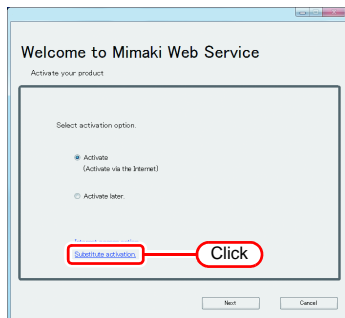 Welcome to Mimaki Web Service
Activate your product
Select activation option.
Activate
(Activate via the Internet)
Activate later.
Substitute activation.
Click
Next
Cancel